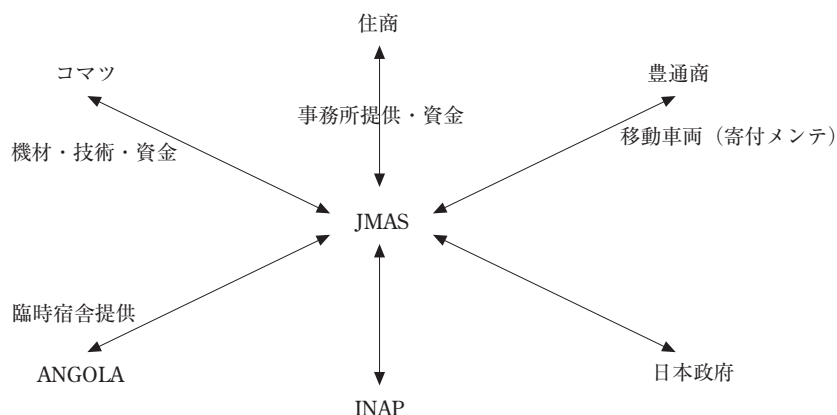 住商
コマツ
豊通商
事務所提供・資金
移動車両（寄付メンテ）
機材・技術・資金
JMAS
臨時宿舎提供
ANGOLA
日本政府
INAP